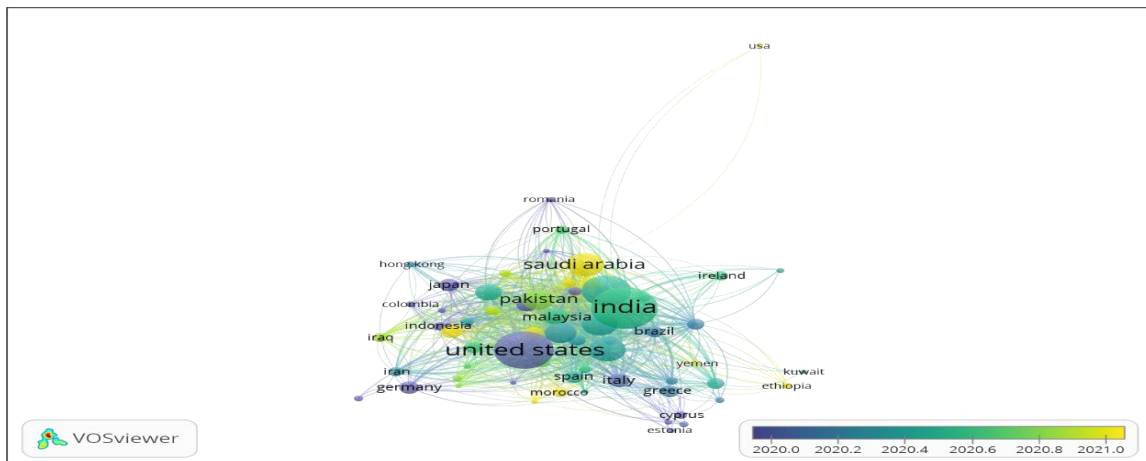 usa
romania
portugal
hong kong
saudi arabia
ireland
japan
pakistan
colombia
india
malaysia
indonesia
brazil
iraq
united states
yemen
iran
spain
italy
kuwait
germany
ethiopia
morocco
greece
cyprus
estonia
VOSviewer
2020.0 2020.2 2020.4 2020.6 2020.8 2021.0